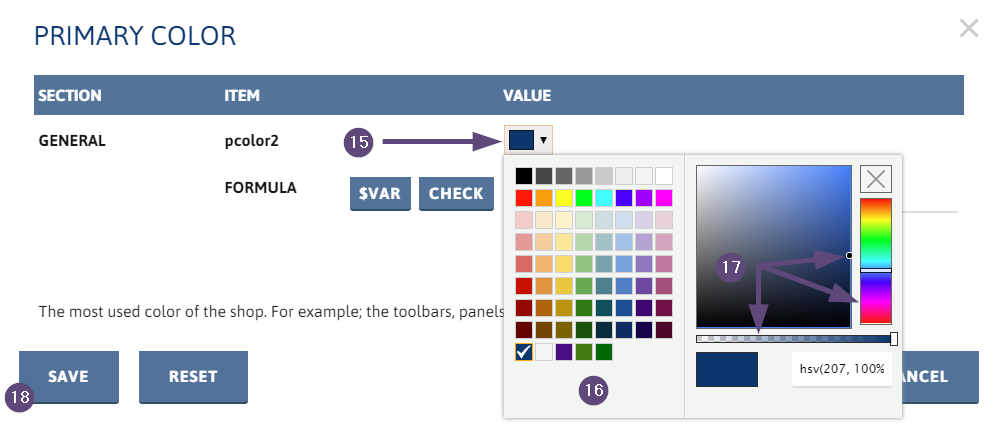 PRIMARY COLOR
SECTION ITEM VALUE
GENERAL pcolor2 15
FORMULA $VAR CHECK
17
The most used color of the shop. For example; the toolbars, panels
hsv(207, 100%
SAVE RESET ANCEL
18 16